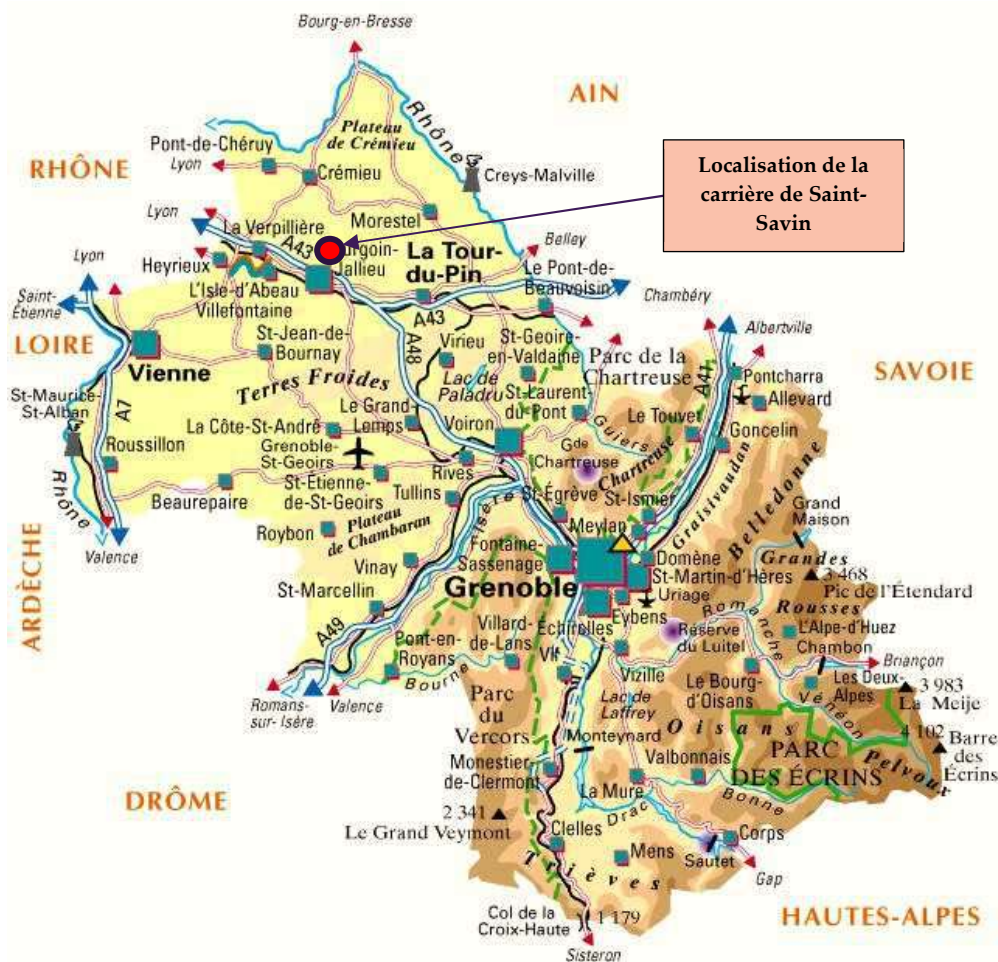 Bourg-en-Bresse
AIN
Rhône
Plateau
de Crémieu
Pont-de-Chéruy
RHÔNE
Lyon
Crémieu
Creys-Malville
Localisation de la
carrière de Saint-
Savin
Morestel
Lyon
La Verpillière
A43
urgoin-
Jallieu
La Tour-
du-Pin
Belley
Lyon
Heyrieux
Le Pont-de-
Beauvoisin
L'Isle-d'Abeau
Villefontaine
Chambéry
Saint-
Étienne
A43
Albertville
LOIRE
St-Jean-de-
Bournay
A48
Virieu
St-Geoire-
en-Valdaine
Parc de la
Chartreuse
A41
SAVOIE
Vienne
Terres Froides
Lac de
Paladru
St-Laurent-
du-Pont
Pontcharra
Allevard
St-Maurice-
St-Alban
A7
Le Grand-
Lemps
Le Touvet
La Côte-St-André
Voiron
Guiers
Goncelin
Roussillon
Grenoble-
St-Geoirs
Gde
Chartreuse
Chartreuse
Rives
Rhône
St-Étienne-
de-St-Geoirs
Tullins
St-Égrève
St-Ismier
Graisivaudan
Belledonne
Beaurepaire
Isère
Grand
Maison
Roybon
Plateau
de Chambaran
Meylan
Valence
Fontaine-
Sassenage
Domène
Grandes
Rousses
Vinay
Grenoble
St-Martin-d'Hères
3 468
Pic de l'Étendard
ARDÈCHE
St-Marcellin
Uriage
Eybens
Romanche
A49
Échirolles
Villard-
de-Lans
Réserve
du Luitel
L'Alpe-d'Huez
Pont-en-
Royans
Vif
Chambon
Bourne
Vizille
Briançon
Romans-
sur-Isère
Valence
Le Bourg-
d'Oisans
Les Deux-
Alpes
3 983
La Meije
Parc
du
Vercors
Lac de
Laffrey
Vénéon
Oisans
4 102
Barre
des
Écrins
Monteynard
PARC
DES ÉCRINS
Pelvoux
Valbonnais
Monestier-
de-Clermont
DRÔME
La Mure
Bonne
2 341
Le Grand Veymont
Drac
Clelles
Corps
Mens
Sautet
Trièves
Gap
Col de la
Croix-Haute
1 179
HAUTES-ALPES
Sisteron